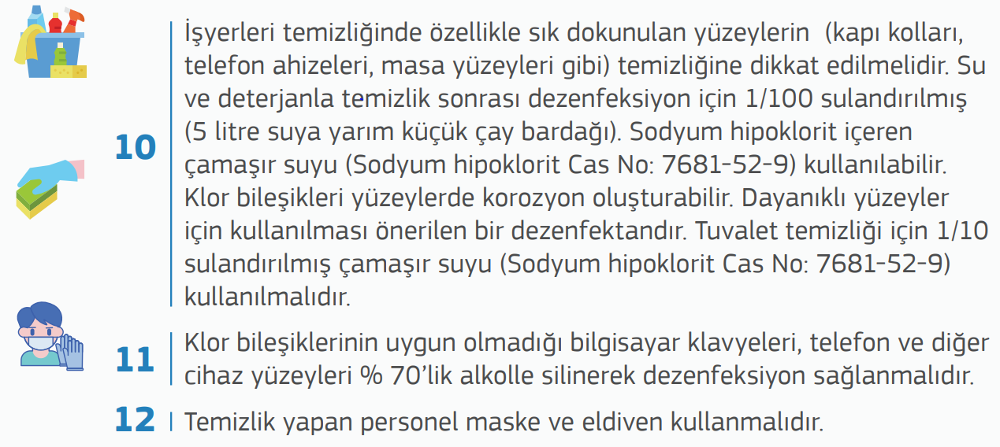 10
İşyerleri temizliğinde özellikle sık dokunulan yüzeylerin (kapı kolları,
telefon ahizeleri, masa yüzeyleri gibi) temizliğine dikkat edilmelidir. Su
ve deterjanla temizlik sonrası dezenfeksiyon için 1/100 sulandırılmış
(5 litre suya yarım küçük çay bardağı). Sodyum hipoklorit içeren
çamaşır suyu (Sodyum hipoklorit Cas No: 7681-52-9) kullanılabilir.
Klor bileşikleri yüzeylerde korozyon oluşturabilir. Dayanıklı yüzeyler
için kullanılması önerilen bir dezenfektandır. Tuvalet temizliği için 1/10
sulandırılmış çamaşır suyu (Sodyum hipoklorit Cas No: 7681-52-9)
kullanılmalıdır.
11
Klor bileşiklerinin uygun olmadığı bilgisayar klavyeleri, telefon ve diğer
cihaz yüzeyleri % 70’lik alkolle silinerek dezenfeksiyon sağlanmalıdır.
12
Temizlik yapan personel maske ve eldiven kullanmalıdır.